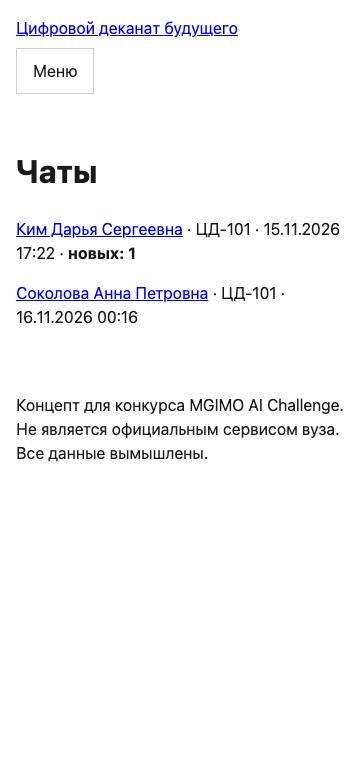 Цифровой деканат будущего
Меню
Чаты
Ким Дарья Сергеевна · ЦД-101 · 15.11.2026
17:22 · новых: 1
Соколова Анна Петровна · ЦД-101 ·
16.11.2026 00:16
Концепт для конкурса MGIMO AI Challenge.
Не является официальным сервисом вуза.
Все данные вымышлены.